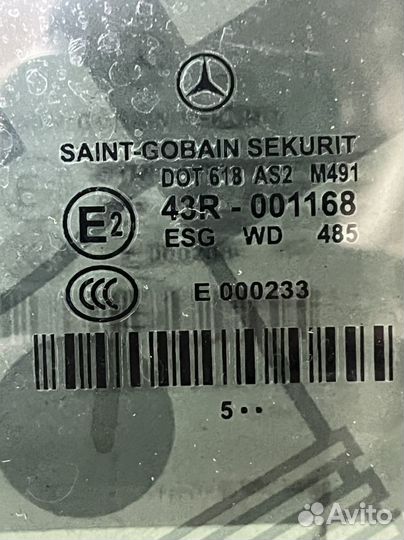 SAINT-GOBAIN SEKURIT
DOT 618 AS2 M491
E2 43R - 001168
ESG WD 485
CCC E 000233
5··
Avito